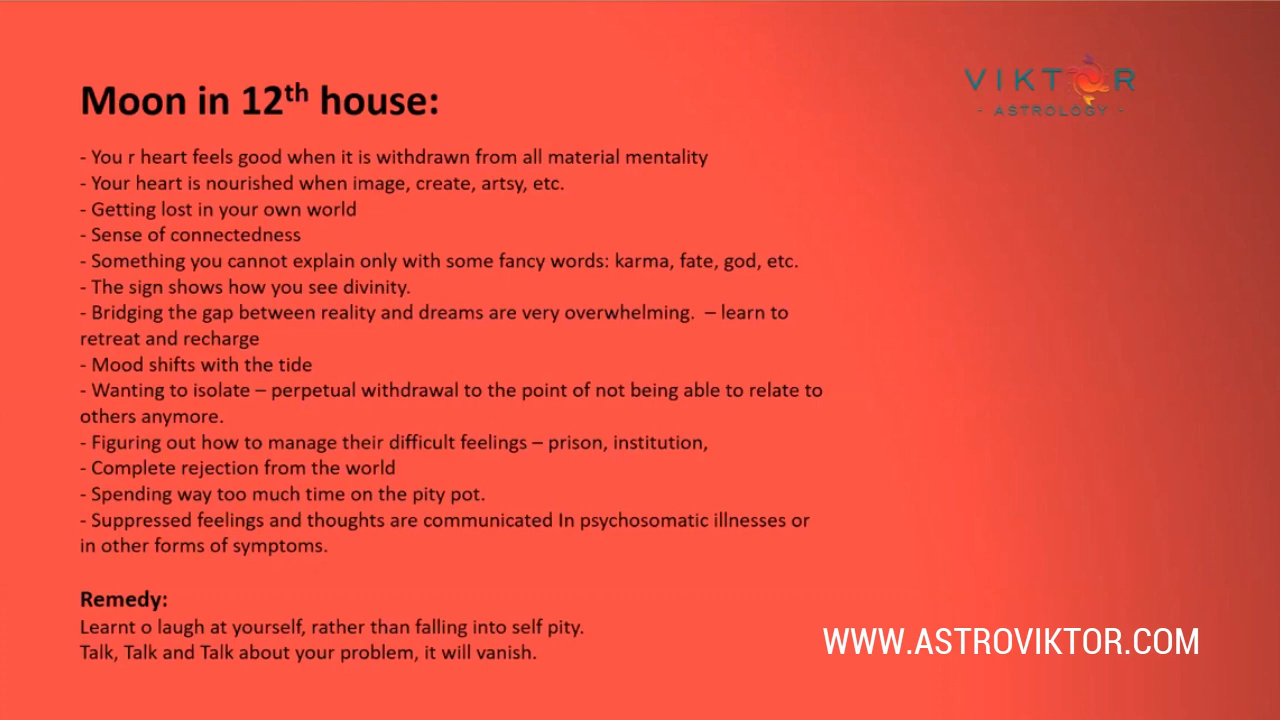 Moon in 12th house:
VIKTOR
- ASTROLOGY -
- You r heart feels good when it is withdrawn from all material mentality
- Your heart is nourished when image, create, artsy, etc.
- Getting lost in your own world
- Sense of connectedness
- Something you cannot explain only with some fancy words: karma, fate, god, etc.
- The sign shows how you see divinity.
- Bridging the gap between reality and dreams are very overwhelming.  – learn to
retreat and recharge
- Mood shifts with the tide
- Wanting to isolate – perpetual withdrawal to the point of not being able to relate to
others anymore.
- Figuring out how to manage their difficult feelings – prison, institution,
- Complete rejection from the world
- Spending way too much time on the pity pot.
- Suppressed feelings and thoughts are communicated In psychosomatic illnesses or
in other forms of symptoms.
Remedy:
Learnt o laugh at yourself, rather than falling into self pity.
Talk, Talk and Talk about your problem, it will vanish.
WWW.ASTROVIKTOR.COM